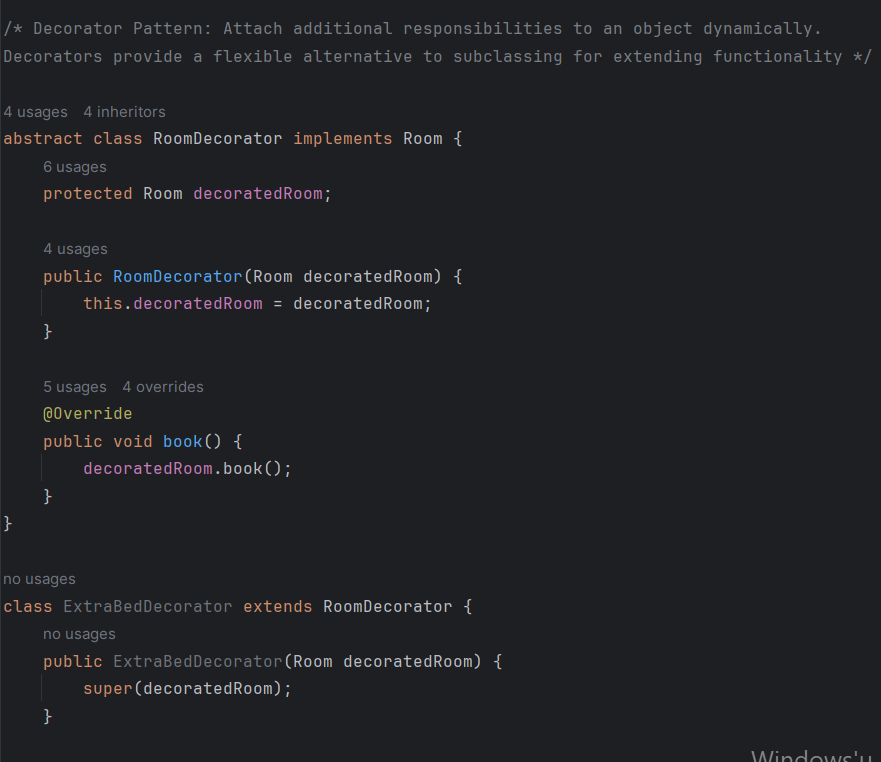 /* Decorator Pattern: Attach additional responsibilities to an object dynamically.
Decorators provide a flexible alternative to subclassing for extending functionality */
4 usages 4 inheritors
abstract class RoomDecorator implements Room {
6 usages
protected Room decoratedRoom;
4 usages
public RoomDecorator(Room decoratedRoom) {
this.decoratedRoom = decoratedRoom;
}
5 usages 4 overrides
@Override
public void book() {
decoratedRoom.book();
}
}
no usages
class ExtraBedDecorator extends RoomDecorator {
no usages
public ExtraBedDecorator(Room decoratedRoom) {
super(decoratedRoom);
}
Windows'u